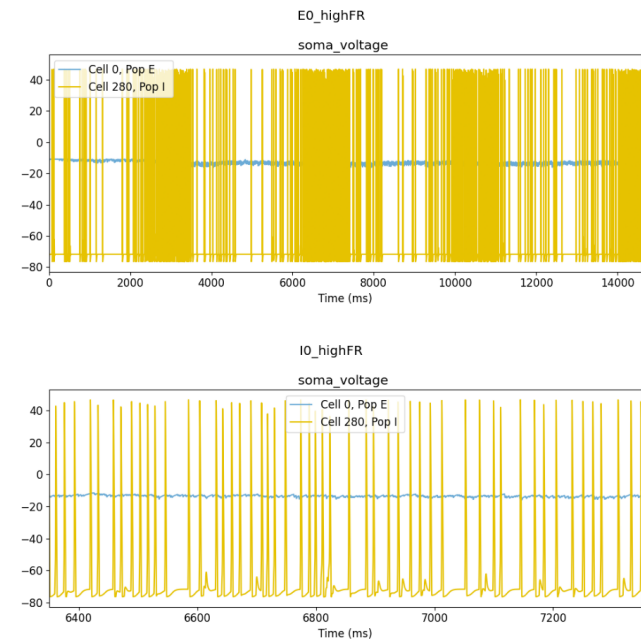 E0_highFR
soma_voltage
Cell 0, Pop E
Cell 280, Pop I
40
20
0
−20
−40
−60
−80
0 2000 4000 6000 8000 10000 12000 14000
Time (ms)
I0_highFR
soma_voltage
Cell 0, Pop E
Cell 280, Pop I
40
20
0
−20
−40
−60
−80
6400 6600 6800 7000 7200
Time (ms)